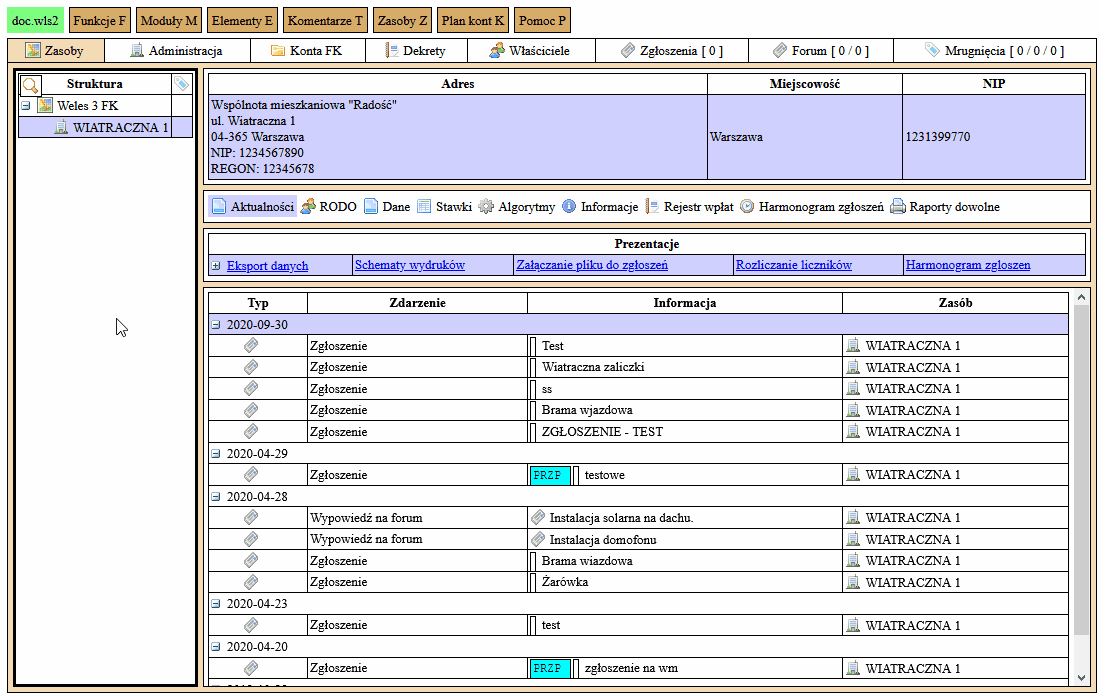 doc.wls2 Funkcje F Moduły M Elementy E Komentarze T Zasoby Z Plan kont K Pomoc P
Zasoby Administracja Konta FK Dekrety Właściciele Zgłoszenia [ 0 ] Forum [ 0 / 0 ] Mrugnięcia [ 0 / 0 / 0 ]
Struktura
Weles 3 FK
WIATRACZNA 1
Adres Miejscowość NIP
Wspólnota mieszkaniowa "Radość"
ul. Wiatraczna 1
04-365 Warszawa
NIP: 1234567890
REGON: 12345678
Warszawa
1231399770
Aktualności RODO Dane Stawki Algorytmy Informacje Rejestr wpłat Harmonogram zgłoszeń Raporty dowolne
Prezentacje
Eksport danych Schematy wydruków Załączanie pliku do zgłoszeń Rozliczanie liczników Harmonogram zgloszen
Typ Zdarzenie Informacja Zasób
2020-09-30
Zgłoszenie Test WIATRACZNA 1
Zgłoszenie Wiatraczna zaliczki WIATRACZNA 1
Zgłoszenie ss WIATRACZNA 1
Zgłoszenie Brama wjazdowa WIATRACZNA 1
Zgłoszenie ZGŁOSZENIE - TEST WIATRACZNA 1
2020-04-29
Zgłoszenie PRZP testowe WIATRACZNA 1
2020-04-28
Wypowiedź na forum Instalacja solarna na dachu. WIATRACZNA 1
Wypowiedź na forum Instalacja domofonu WIATRACZNA 1
Zgłoszenie Brama wiazdowa WIATRACZNA 1
Zgłoszenie Żarówka WIATRACZNA 1
2020-04-23
Zgłoszenie test WIATRACZNA 1
2020-04-20
Zgłoszenie PRZP zgłoszenie na wm WIATRACZNA 1